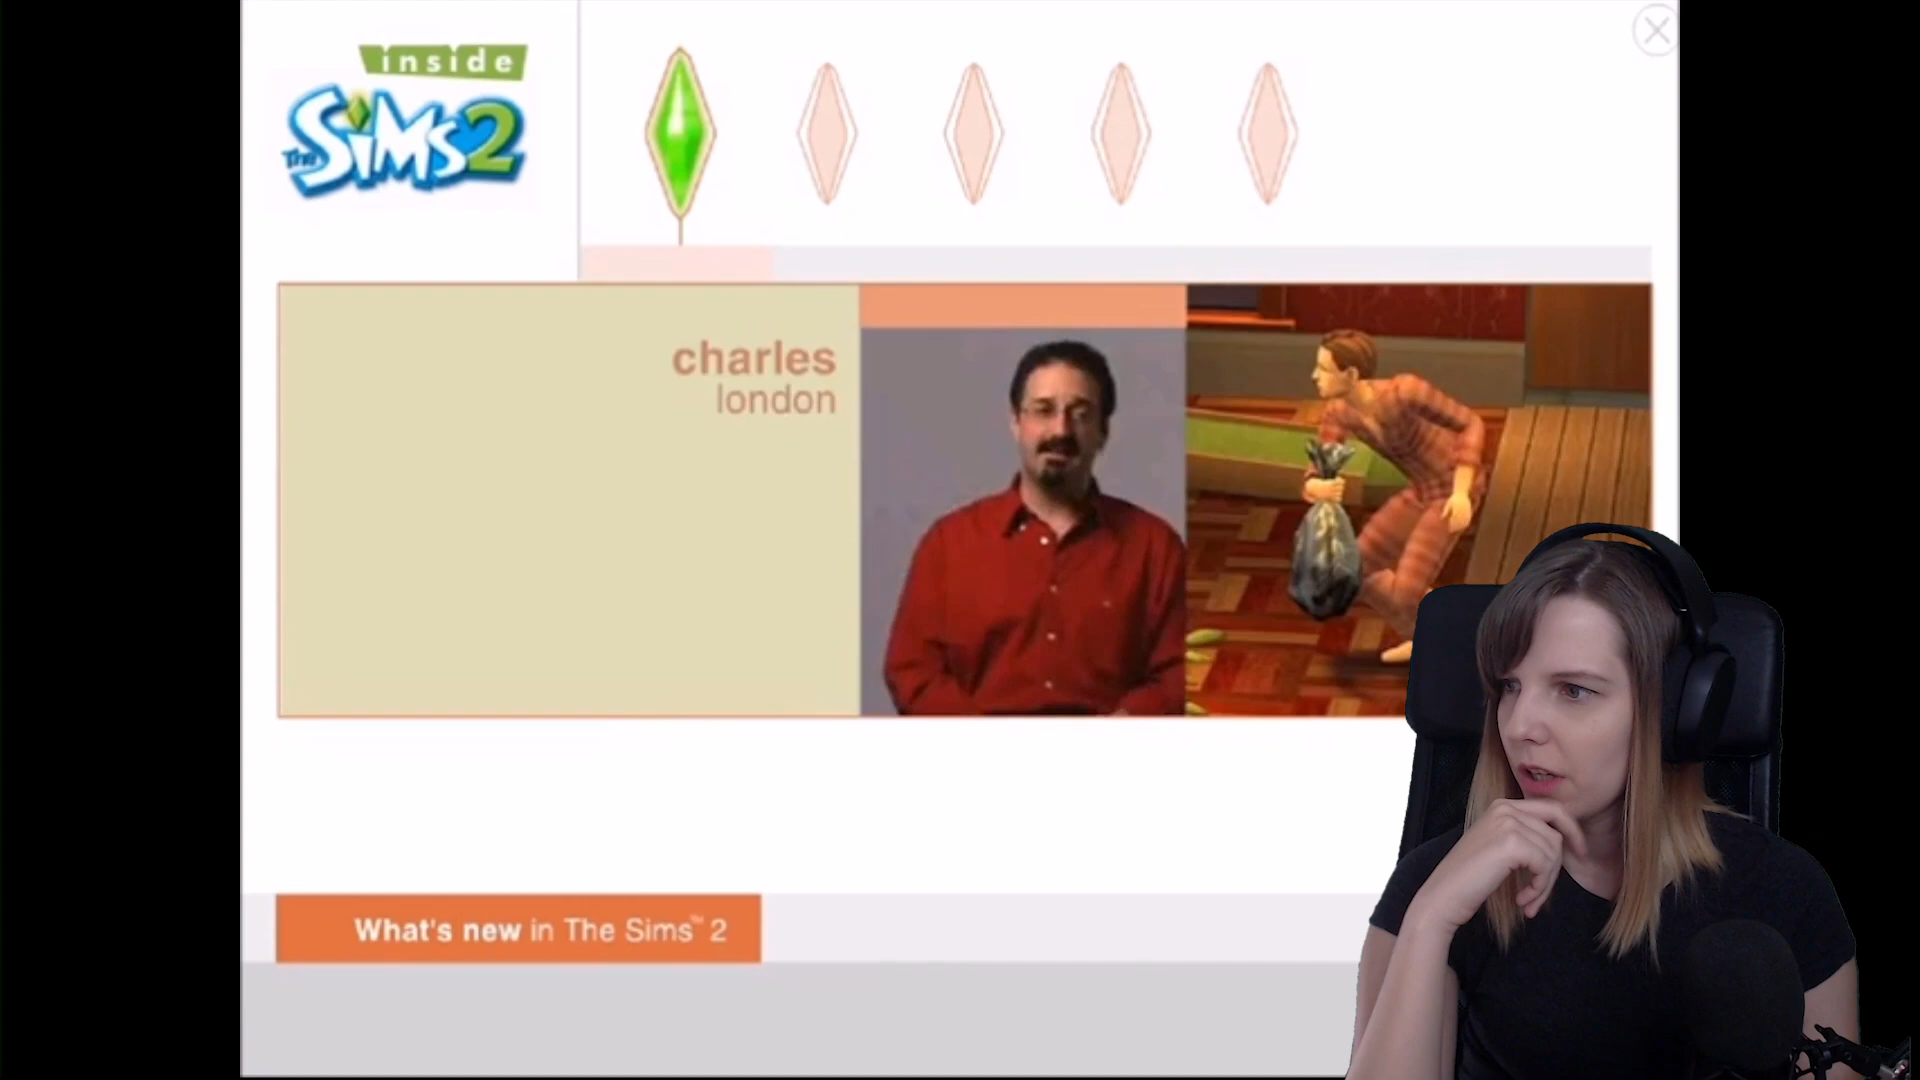 inside
The Sims 2
charles
london
What's new in The Sims™ 2